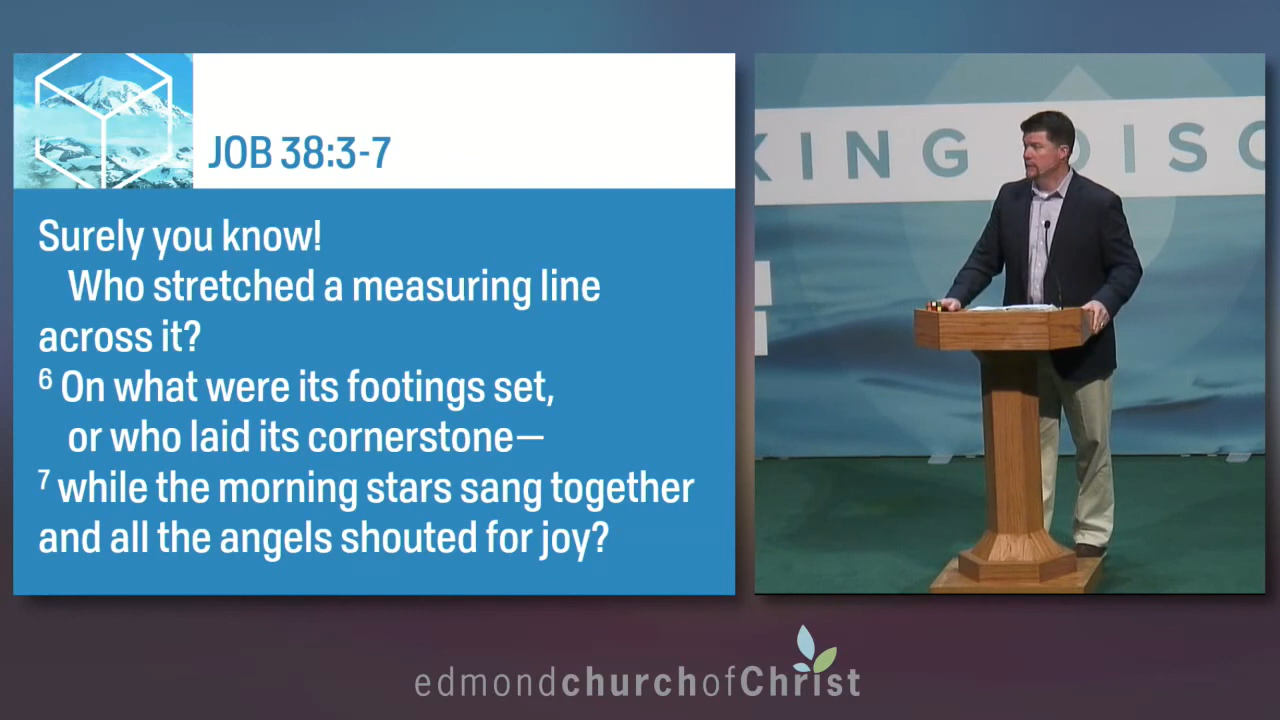 JOB 38:3-7
Surely you know!
Who stretched a measuring line
across it?
6 On what were its footings set,
or who laid its cornerstone—
7 while the morning stars sang together
and all the angels shouted for joy?
KING DISC
edmondchurchofChrist